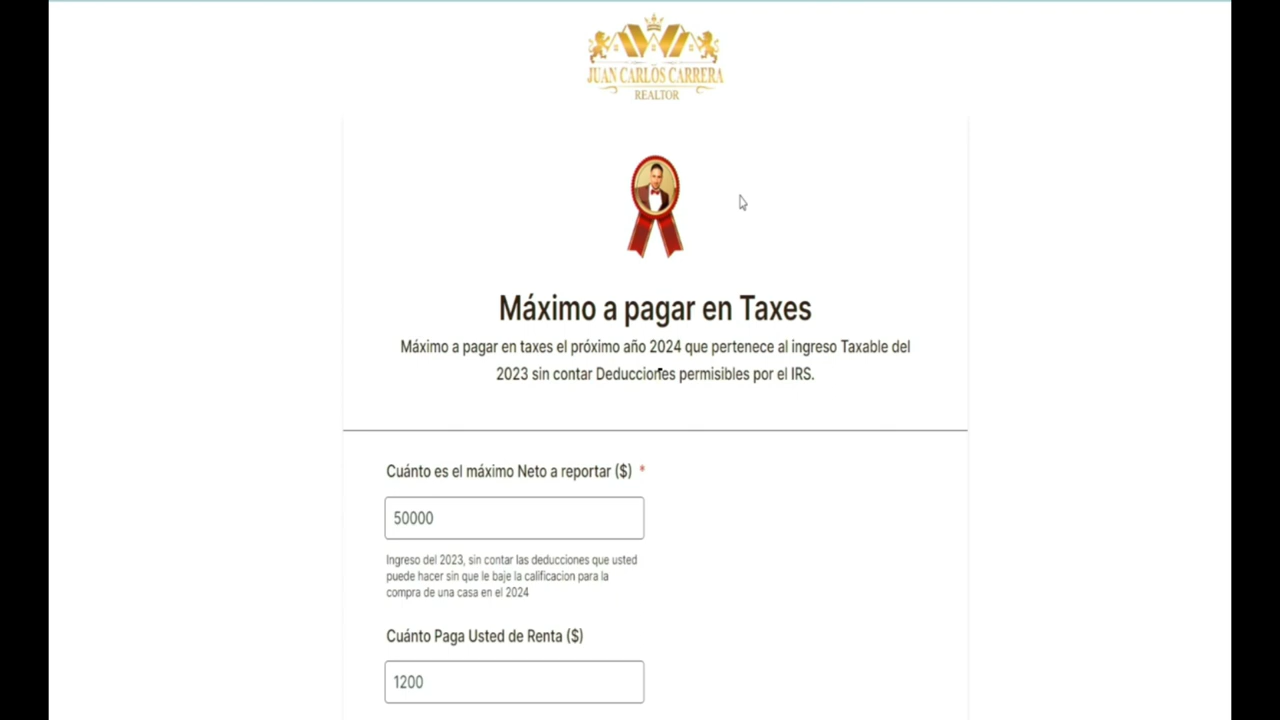 JUAN CARLOS CARRERA
REALTOR
Máximo a pagar en Taxes
Máximo a pagar en taxes el próximo año 2024 que pertenece al ingreso Taxable del
2023 sin contar Deducciones permisibles por el IRS.
Cuánto es el máximo Neto a reportar ($) *
50000
Ingreso del 2023, sin contar las deducciones que usted
puede hacer sin que le baje la calificacion para la
compra de una casa en el 2024
Cuánto Paga Usted de Renta ($)
1200